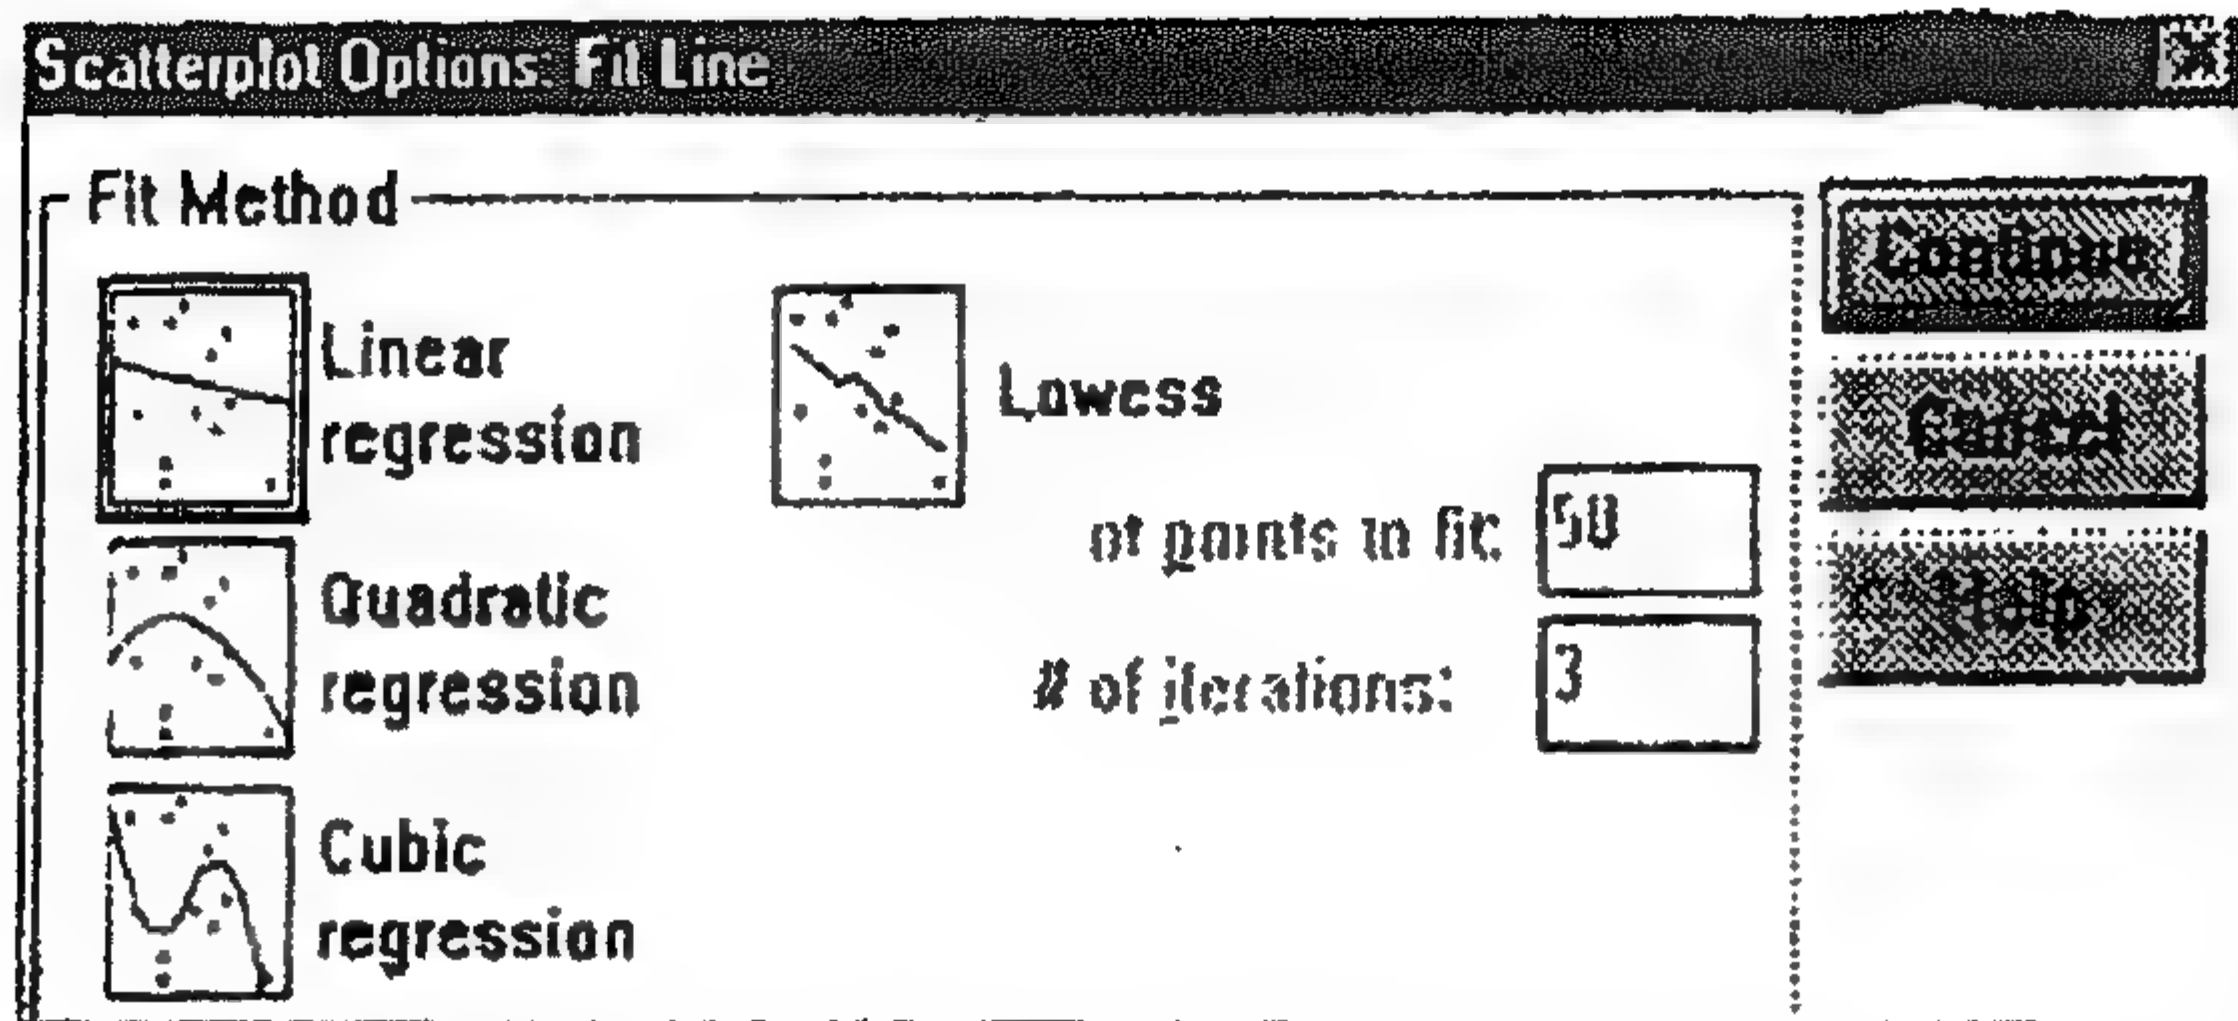 Scatterplot Options: Fit Line
Fit Method
Linear
regression
Lowess
of points in fit:
50
Quadratic
regression
# of iterations:
3
Cubic
regression
Continue
Cancel
Help